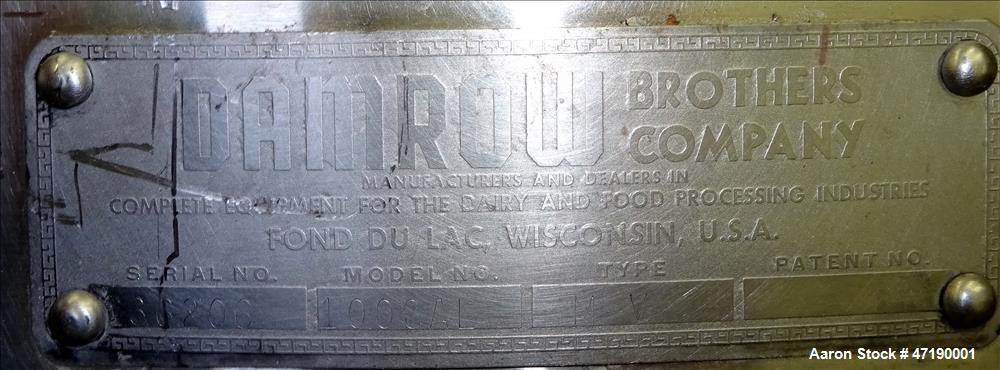 DAMROW BROTHERS COMPANY
MANUFACTURERS AND DEALERS IN
COMPLETE EQUIPMENT FOR THE DAIRY AND FOOD PROCESSING INDUSTRIES
FOND DU LAC, WISCONSIN, U.S.A.
SERIAL NO. MODEL NO. TYPE PATENT NO.
100GAL
Aaron Stock # 47190001